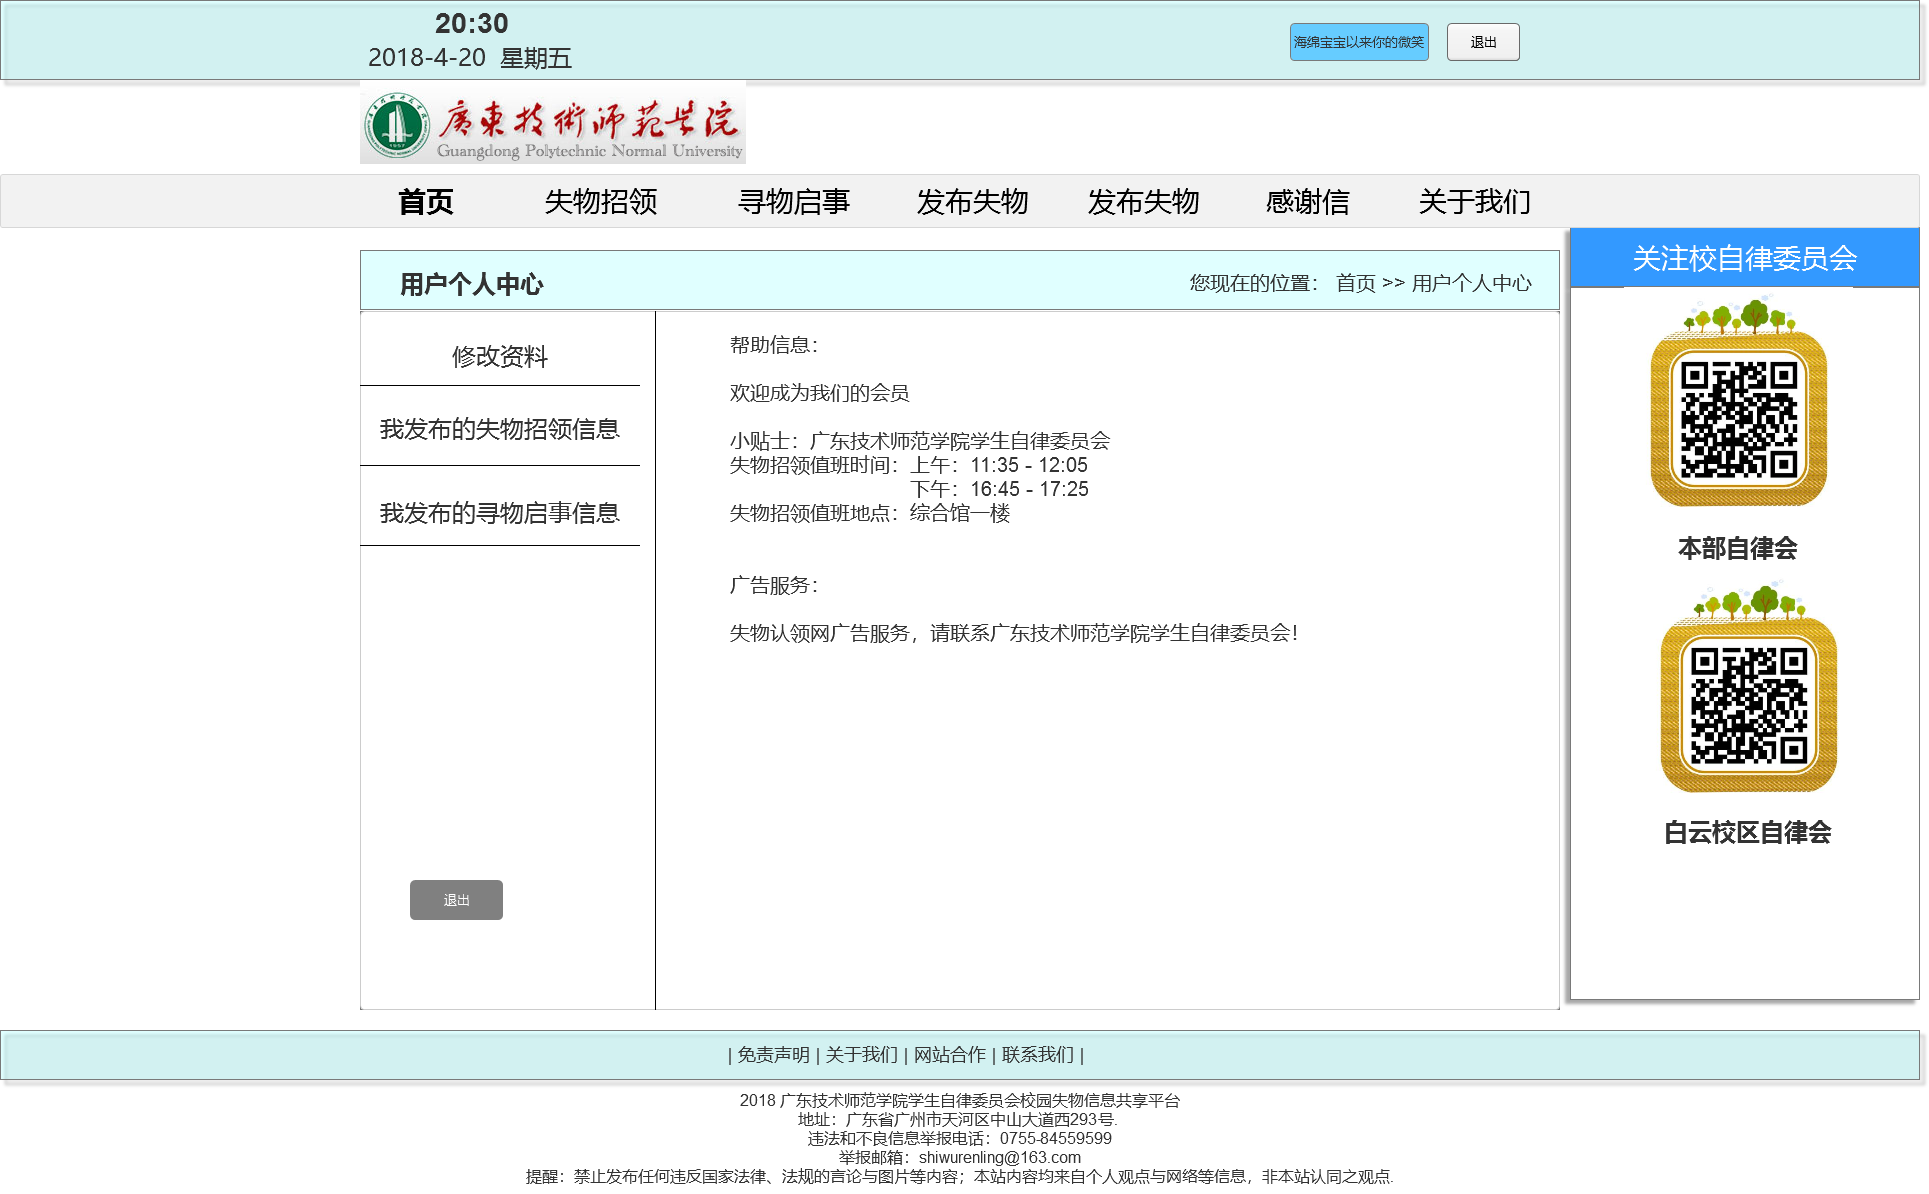 20:30
2018-4-20 星期五
海绵宝宝以来你的微笑
退出
廣東技術师范学院
Guangdong Polytechnic Normal University
首页 失物招领 寻物启事 发布失物 发布失物 感谢信 关于我们
关注校自律委员会
用户个人中心
您现在的位置： 首页 >> 用户个人中心
修改资料
我发布的失物招领信息
我发布的寻物启事信息
退出
帮助信息：
欢迎成为我们的会员
小贴士：广东技术师范学院学生自律委员会
失物招领值班时间：上午：11:35 - 12:05
下午：16:45 - 17:25
失物招领值班地点：综合馆一楼
广告服务：
失物认领网广告服务，请联系广东技术师范学院学生自律委员会！
本部自律会
白云校区自律会
| 免责声明 | 关于我们 | 网站合作 | 联系我们 |
2018 广东技术师范学院学生自律委员会校园失物信息共享平台
地址：广东省广州市天河区中山大道西293号.
违法和不良信息举报电话：0755-84559599
举报邮箱：shiwurenling@163.com
提醒：禁止发布任何违反国家法律、法规的言论与图片等内容；本站内容均来自个人观点与网络等信息，非本站认同之观点.